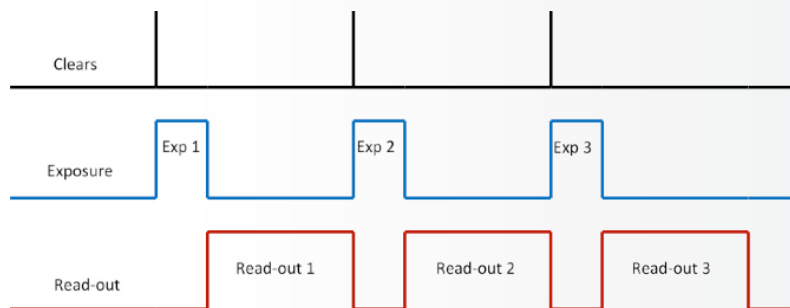 Clears
Exp 1
Exp 2
Exp 3
Exposure
Read-out 1
Read-out 2
Read-out 3
Read-out